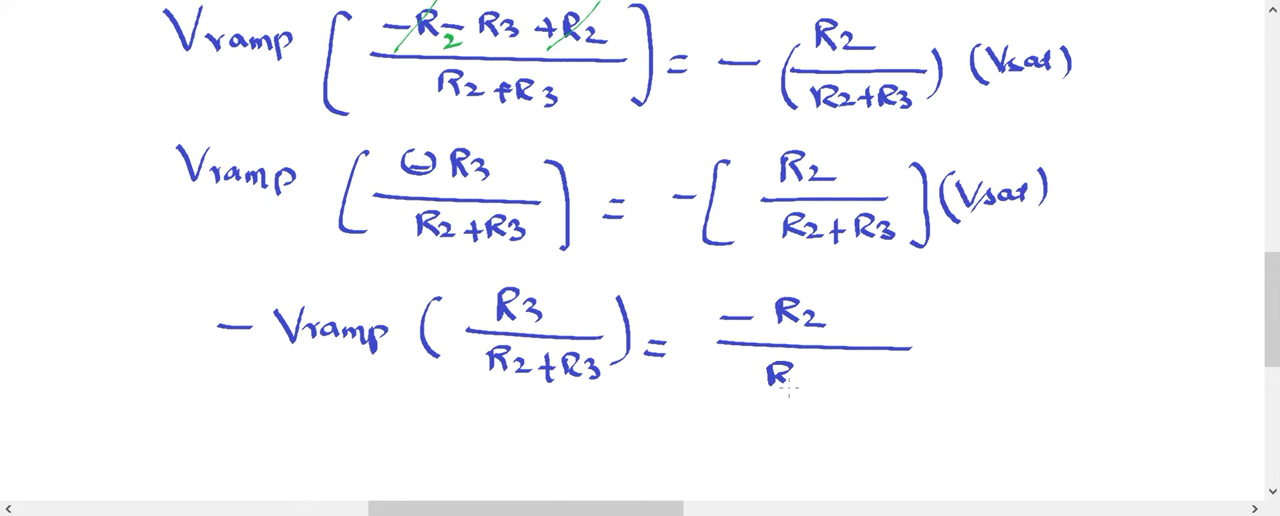 Vramp [ (-R2 - R3 + R2) / (R2+R3) ] = - ( R2 / (R2+R3) ) (Vsat)
Vramp [ (-) R3 / (R2+R3) ] = - [ R2 / (R2+R3) ] (Vsat)
- Vramp ( R3 / (R2+R3) ) = - R2 / R